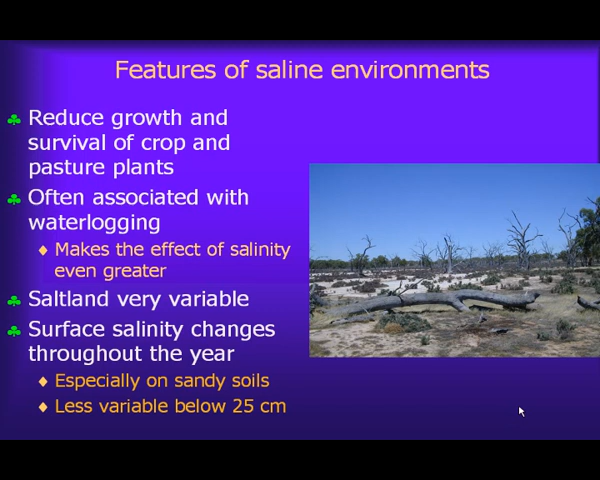 Features of saline environments
Reduce growth and
survival of crop and
pasture plants
Often associated with
waterlogging
Makes the effect of salinity
even greater
Saltland very variable
Surface salinity changes
throughout the year
Especially on sandy soils
Less variable below 25 cm